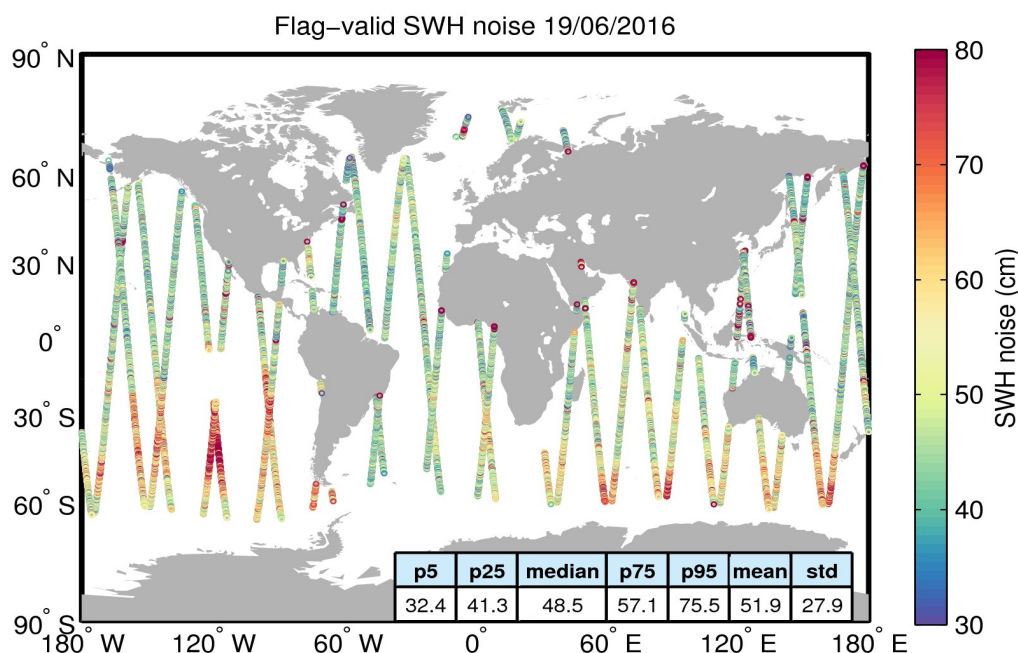 Flag−valid SWH noise 19/06/2016
90° N
60° N
30° N
0°
30° S
60° S
90° S
180° W
120° W
60° W
0°
60° E
120° E
180° E
p5 p25 median p75 p95 mean std
32.4 41.3 48.5 57.1 75.5 51.9 27.9
80
70
60
50
40
30
SWH noise (cm)